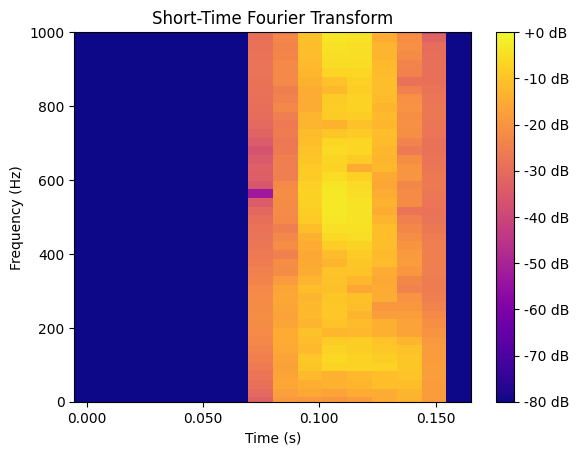 Short-Time Fourier Transform
1000
800
600
400
200
0
Frequency (Hz)
0.000
0.050
0.100
0.150
Time (s)
+0 dB
-10 dB
-20 dB
-30 dB
-40 dB
-50 dB
-60 dB
-70 dB
-80 dB